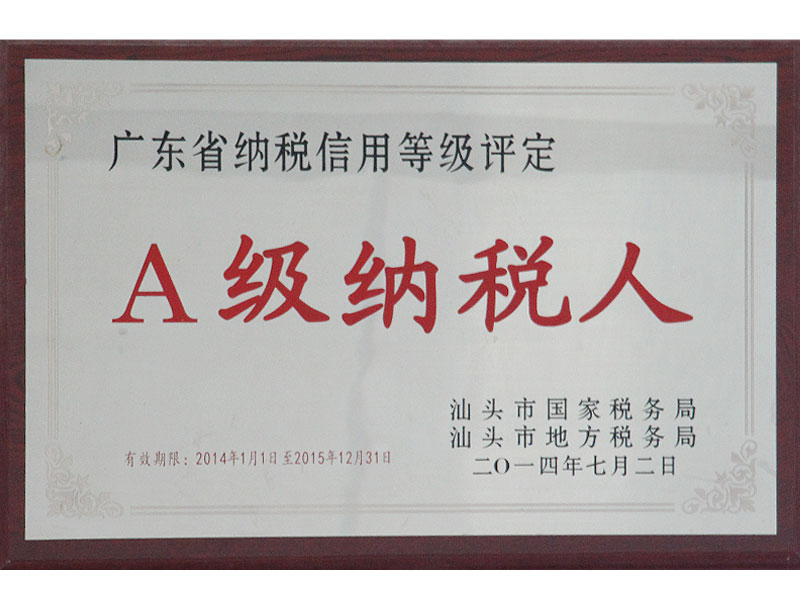 广东省纳税信用等级评定
A级纳税人
汕头市国家税务局
汕头市地方税务局
有效期限：2014年1月1日至2015年12月31日
二O一四年七月二日